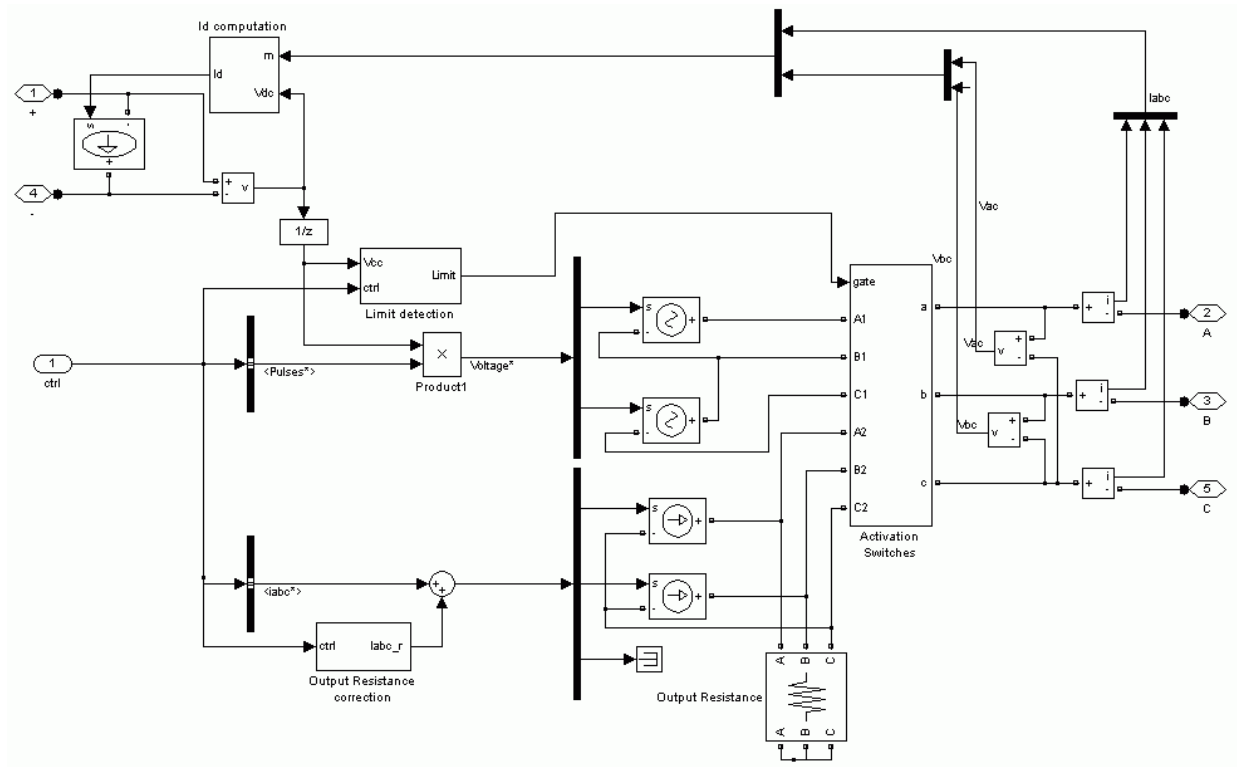 Id computation
m
Id
Vdc
1
+
s
-
+
4
-
+
-
v
1/z
Vcc
ctrl
Limit
Limit detection
Iabc
Vac
Vbc
gate
A1
B1
C1
A2
B2
C2
a
b
c
Activation
Switches
s
-
+
s
-
+
1
ctrl
<Pulses*>
×
Product1
Voltage*
+
i
-
2
A
Vac
+
-
v
+
i
-
3
B
Vbc
+
-
v
+
i
-
5
C
s
-
+
s
-
+
<iabc*>
+
+
ctrl
Iabc_r
Output Resistance
correction
Output Resistance
A
B
C
A
B
C